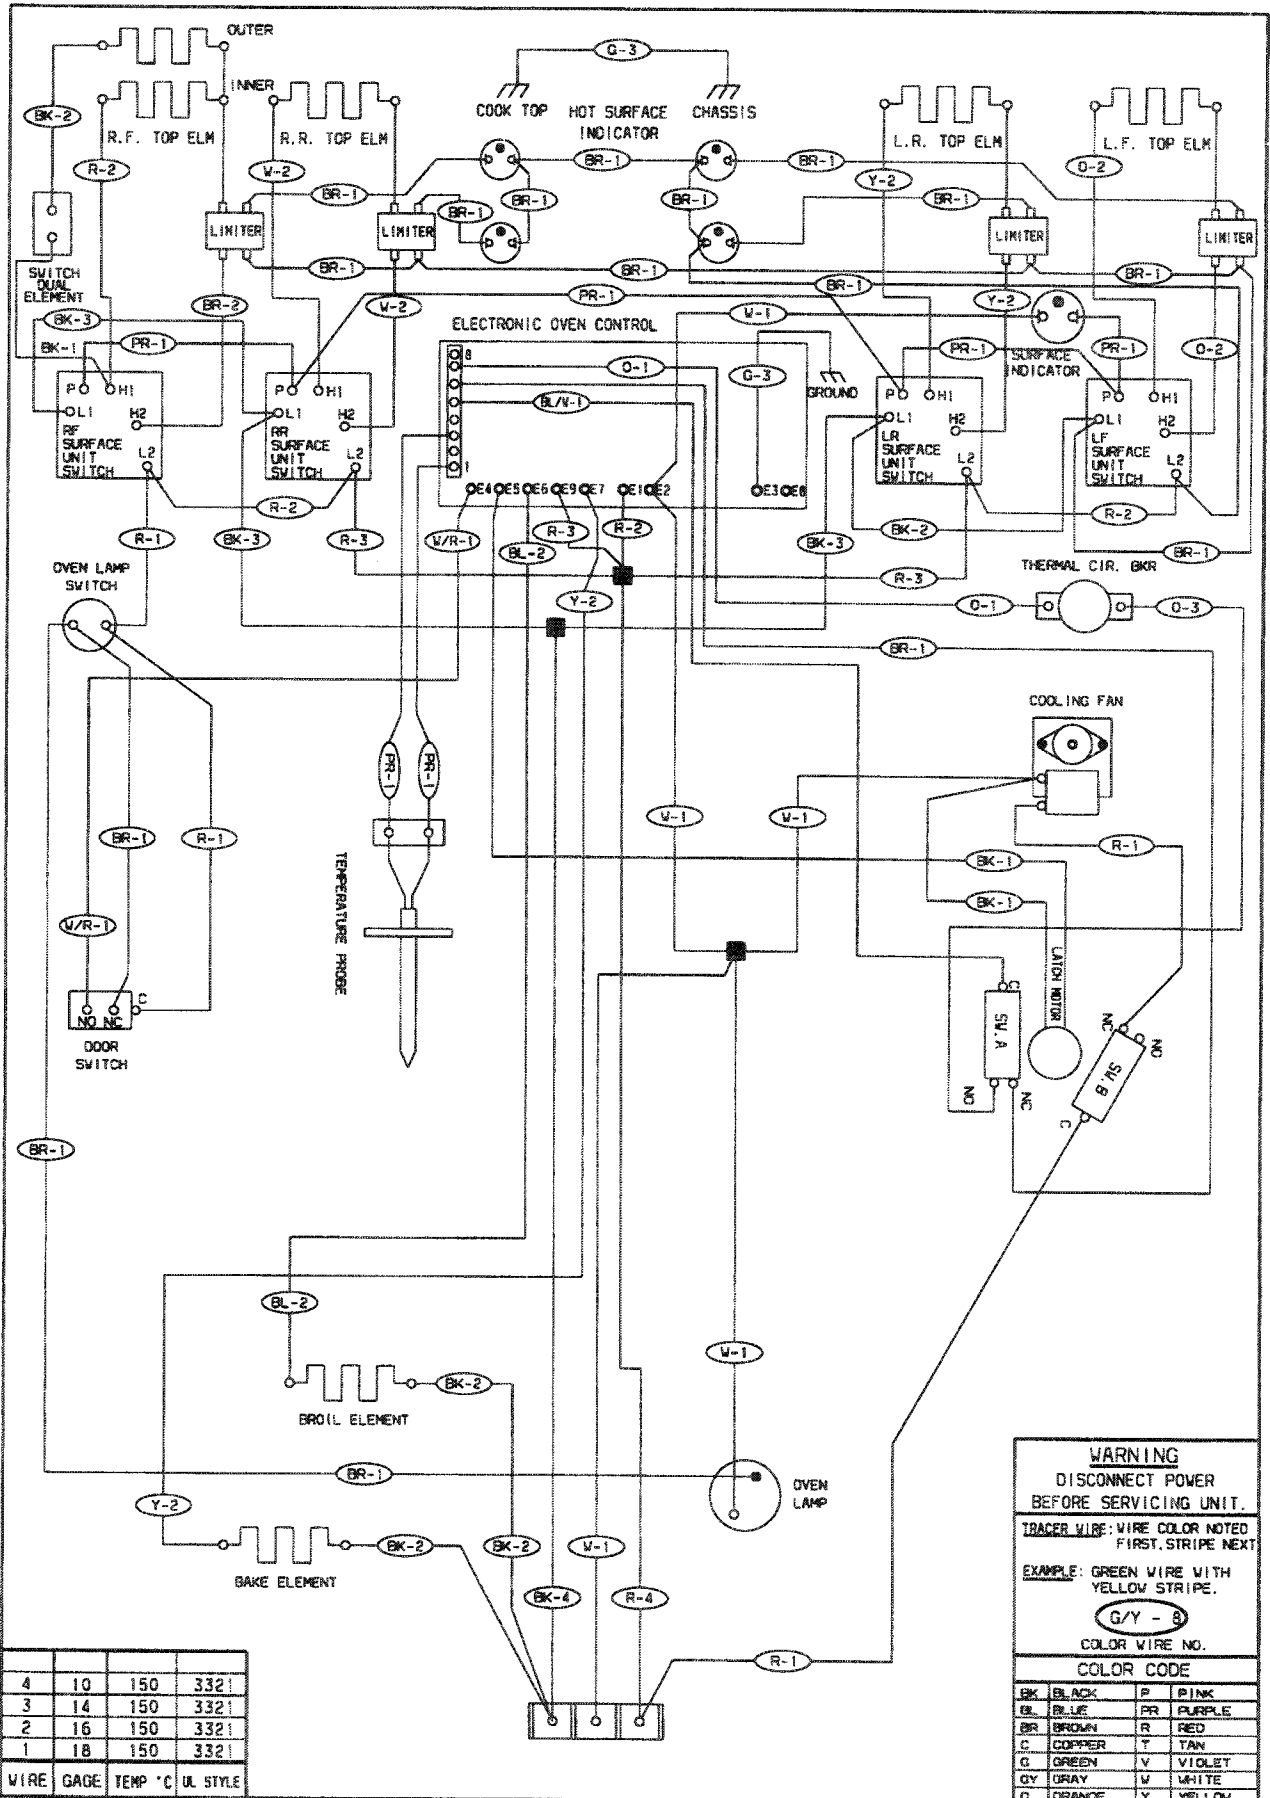 OUTER
G-3
INNER
BK-2
COOK TOP
HOT SURFACE
INDICATOR
CHASSIS
R.F. TOP ELM
R.R. TOP ELM
L.R. TOP ELM
L.F. TOP ELM
R-2
W-2
BR-1
BR-1
Y-2
O-2
BR-1
BR-1
BR-1
BR-1
BR-1
LIMITER
LIMITER
LIMITER
LIMITER
SWITCH
DUAL
ELEMENT
BR-1
BR-1
BR-1
BR-1
BR-2
W-2
PR-1
Y-2
BK-3
W-1
ELECTRONIC OVEN CONTROL
BK-1
PR-1
PR-1
PR-1
O-2
SURFACE
INDICATOR
8
O-1
G-3
GROUND
BL/W-1
1
P
H1
L1
H2
RF
SURFACE
UNIT
SWITCH
L2
P
H1
L1
H2
RR
SURFACE
UNIT
SWITCH
L2
P
H1
L1
H2
LR
SURFACE
UNIT
SWITCH
L2
P
H1
L1
H2
LF
SURFACE
UNIT
SWITCH
L2
E4 E5 E6 E9 E7 E1 E2 E3 E8
R-2
R-2
R-1
BK-3
R-3
W/R-1
BL-2
R-3
R-2
BK-3
BK-2
BR-1
R-3
OVEN LAMP
SWITCH
THERMAL CIR. BKR
Y-2
O-1
O-3
BR-1
COOLING FAN
PR-1
PR-1
BR-1
R-1
W-1
W-1
R-1
TEMPERATURE PROBE
BK-1
BK-1
W/R-1
LATCH MOTOR
NO NC
C
DOOR
SWITCH
C
SW.A
NO
NC
NC
NO
SW.B
C
BR-1
BL-2
W-1
BK-2
BROIL ELEMENT
BR-1
OVEN
LAMP
Y-2
BK-2
BK-2
W-1
BAKE ELEMENT
BK-4
R-4
R-1
WARNING
DISCONNECT POWER
BEFORE SERVICING UNIT.
TRACER WIRE: WIRE COLOR NOTED
FIRST, STRIPE NEXT
EXAMPLE: GREEN WIRE WITH
YELLOW STRIPE.
G/Y - 8
COLOR WIRE NO.
COLOR CODE
BK BLACK P PINK
BL BLUE PR PURPLE
BR BROWN R RED
C COPPER T TAN
G GREEN V VIOLET
GY GRAY W WHITE
O ORANGE Y YELLOW
4 10 150 3321
3 14 150 3321
2 16 150 3321
1 18 150 3321
WIRE GAGE TEMP °C UL STYLE